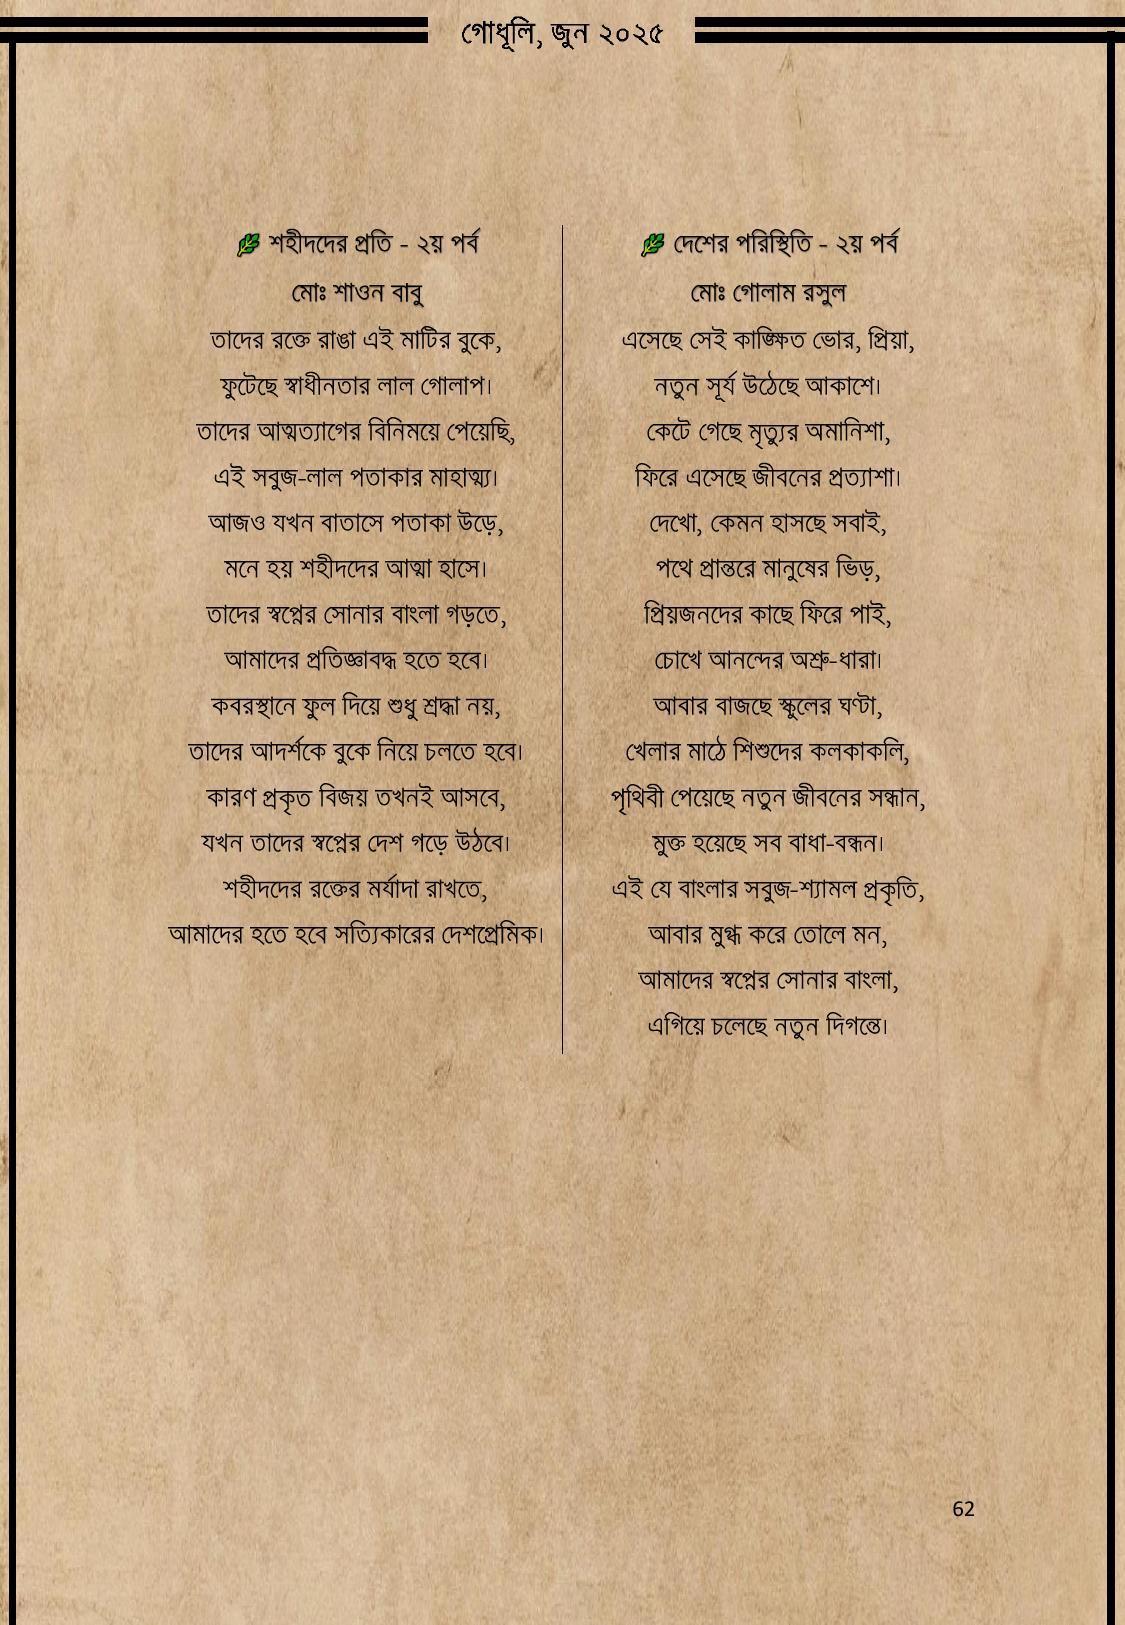 গোধূলি, জুন ২০২৫
🌿 শহীদদের প্রতি - ২য় পর্ব
মোঃ শাওন বাবু
তাদের রক্তে রাঙা এই মাটির বুকে,
ফুটেছে স্বাধীনতার লাল গোলাপ।
তাদের আত্মত্যাগের বিনিময়ে পেয়েছি,
এই সবুজ-লাল পতাকার মাহাত্ম্য।
আজও যখন বাতাসে পতাকা উড়ে,
মনে হয় শহীদদের আত্মা হাসে।
তাদের স্বপ্নের সোনার বাংলা গড়তে,
আমাদের প্রতিজ্ঞাবদ্ধ হতে হবে।
কবরস্থানে ফুল দিয়ে শুধু শ্রদ্ধা নয়,
তাদের আদর্শকে বুকে নিয়ে চলতে হবে।
কারণ প্রকৃত বিজয় তখনই আসবে,
যখন তাদের স্বপ্নের দেশ গড়ে উঠবে।
শহীদদের রক্তের মর্যাদা রাখতে,
আমাদের হতে হবে সত্যিকারের দেশপ্রেমিক।
🌿 দেশের পরিস্থিতি - ২য় পর্ব
মোঃ গোলাম রসুল
এসেছে সেই কাঙ্ক্ষিত ভোর, প্রিয়া,
নতুন সূর্য উঠেছে আকাশে।
কেটে গেছে মৃত্যুর অমানিশা,
ফিরে এসেছে জীবনের প্রত্যাশা।
দেখো, কেমন হাসছে সবাই,
পথে প্রান্তরে মানুষের ভিড়,
প্রিয়জনদের কাছে ফিরে পাই,
চোখে আনন্দের অশ্রু-ধারা।
আবার বাজছে স্কুলের ঘণ্টা,
খেলার মাঠে শিশুদের কলকাকলি,
পৃথিবী পেয়েছে নতুন জীবনের সন্ধান,
মুক্ত হয়েছে সব বাধা-বন্ধন।
এই যে বাংলার সবুজ-শ্যামল প্রকৃতি,
আবার মুগ্ধ করে তোলে মন,
আমাদের স্বপ্নের সোনার বাংলা,
এগিয়ে চলেছে নতুন দিগন্তে।
62